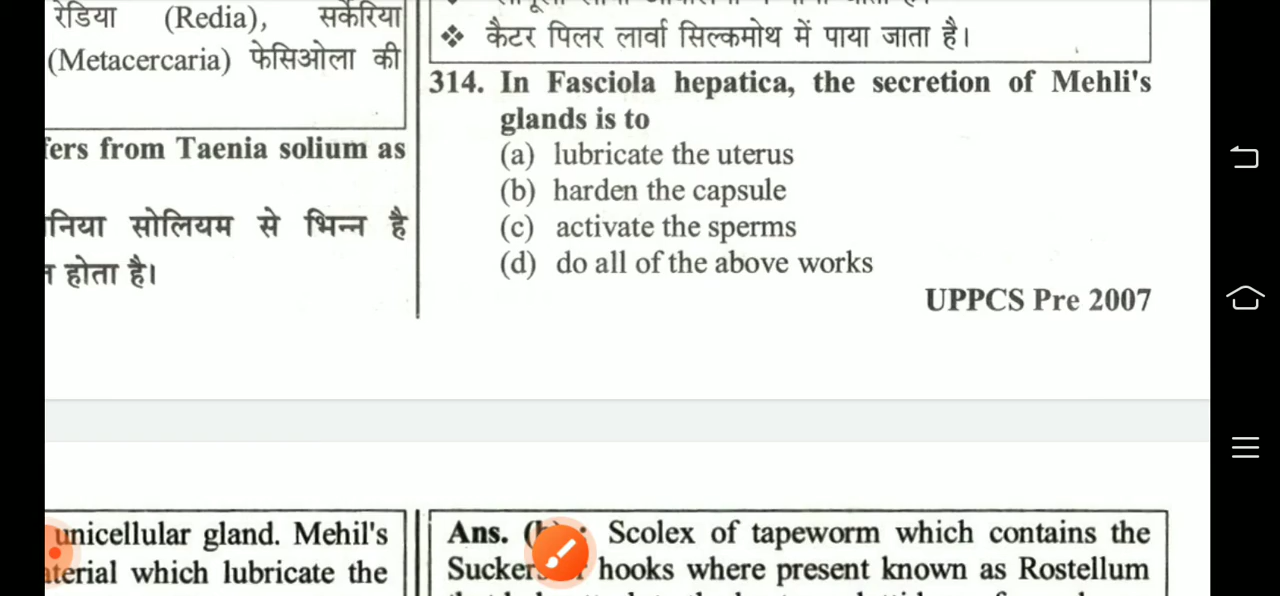 रेडिया (Redia), सर्केरिया
(Metacercaria) फेसिओला की
fers from Taenia solium as
निया सोलियम से भिन्न है
होता है।
❖ कैटर पिलर लार्वा सिल्कमोथ में पाया जाता है।
314. In Fasciola hepatica, the secretion of Mehli's
glands is to
(a) lubricate the uterus
(b) harden the capsule
(c) activate the sperms
(d) do all of the above works
UPPCS Pre 2007
unicellular gland. Mehil's
aterial which lubricate the
Ans. Scolex of tapeworm which contains the
hooks where present known as Rostellum